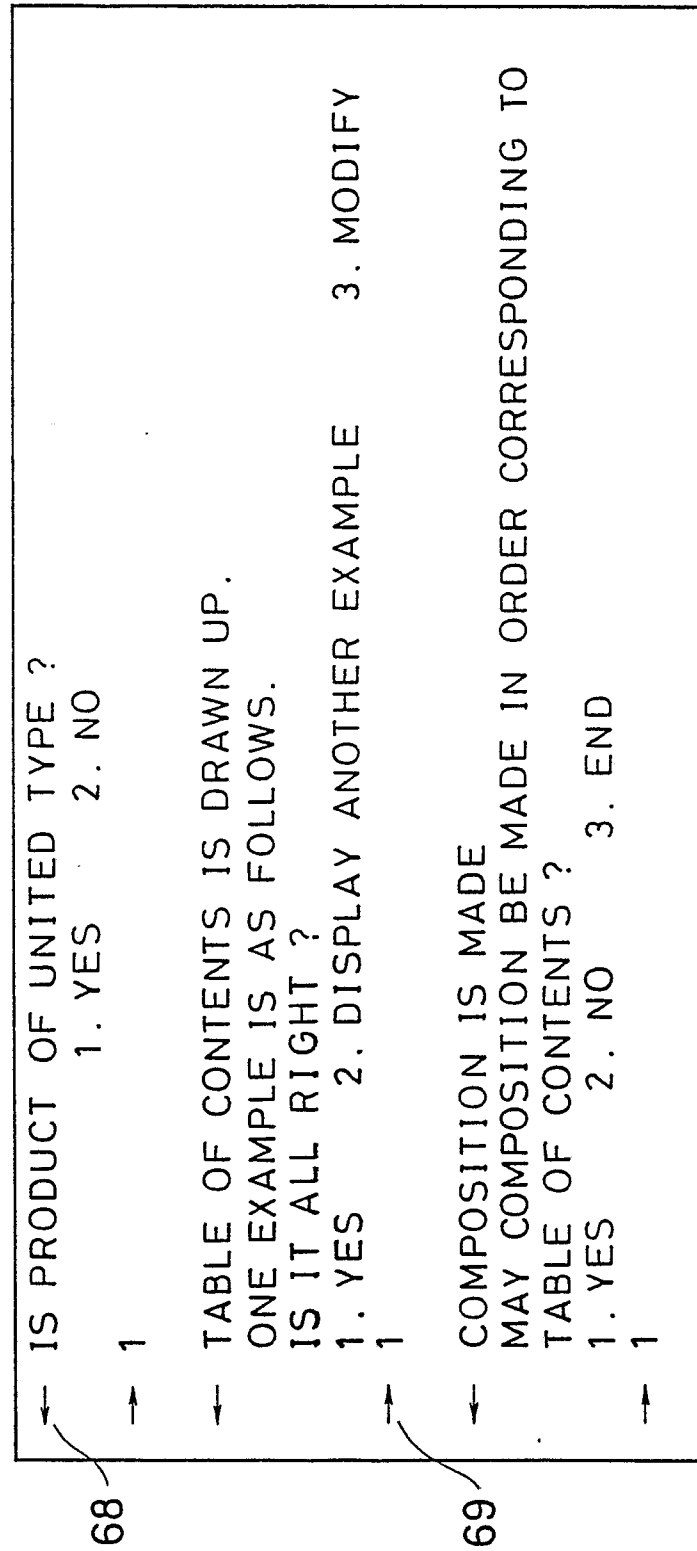 ← IS PRODUCT OF UNITED TYPE ?
1. YES 2. NO
→ 1
← TABLE OF CONTENTS IS DRAWN UP.
ONE EXAMPLE IS AS FOLLOWS.
IS IT ALL RIGHT ?
1. YES 2. DISPLAY ANOTHER EXAMPLE 3. MODIFY
→ 1
← COMPOSITION IS MADE
MAY COMPOSITION BE MADE IN ORDER CORRESPONDING TO
TABLE OF CONTENTS ?
1. YES 2. NO 3. END
→ 1
68
69